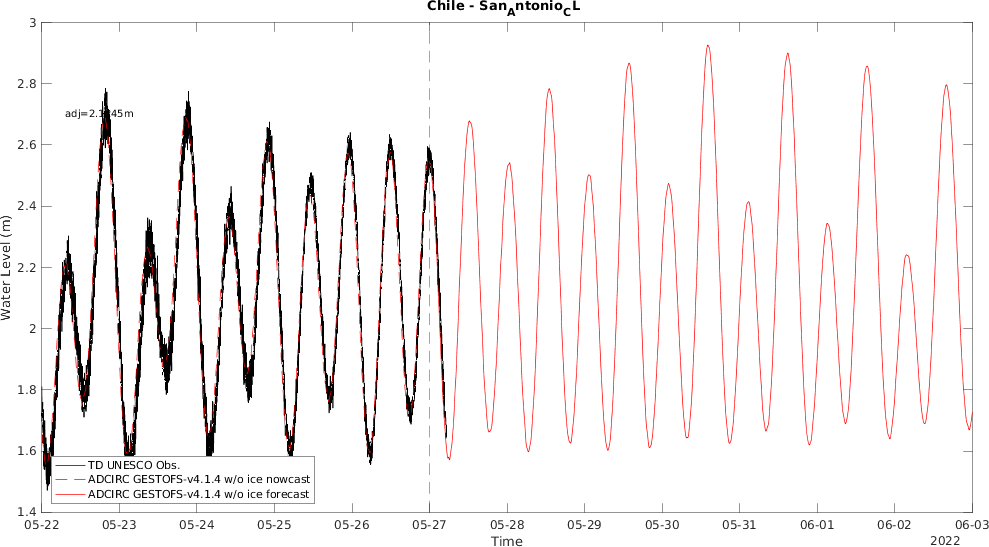 Chile - San_Antonio_CL
3
2.8
2.6
2.4
2.2
2
1.8
1.6
1.4
Water Level (m)
TD UNESCO Obs.
ADCIRC GESTOFS-v4.1.4 w/o ice nowcast
ADCIRC GESTOFS-v4.1.4 w/o ice forecast
05-22 05-23 05-24 05-25 05-26 05-27 05-28 05-29 05-30 05-31 06-01 06-02 06-03
Time
2022